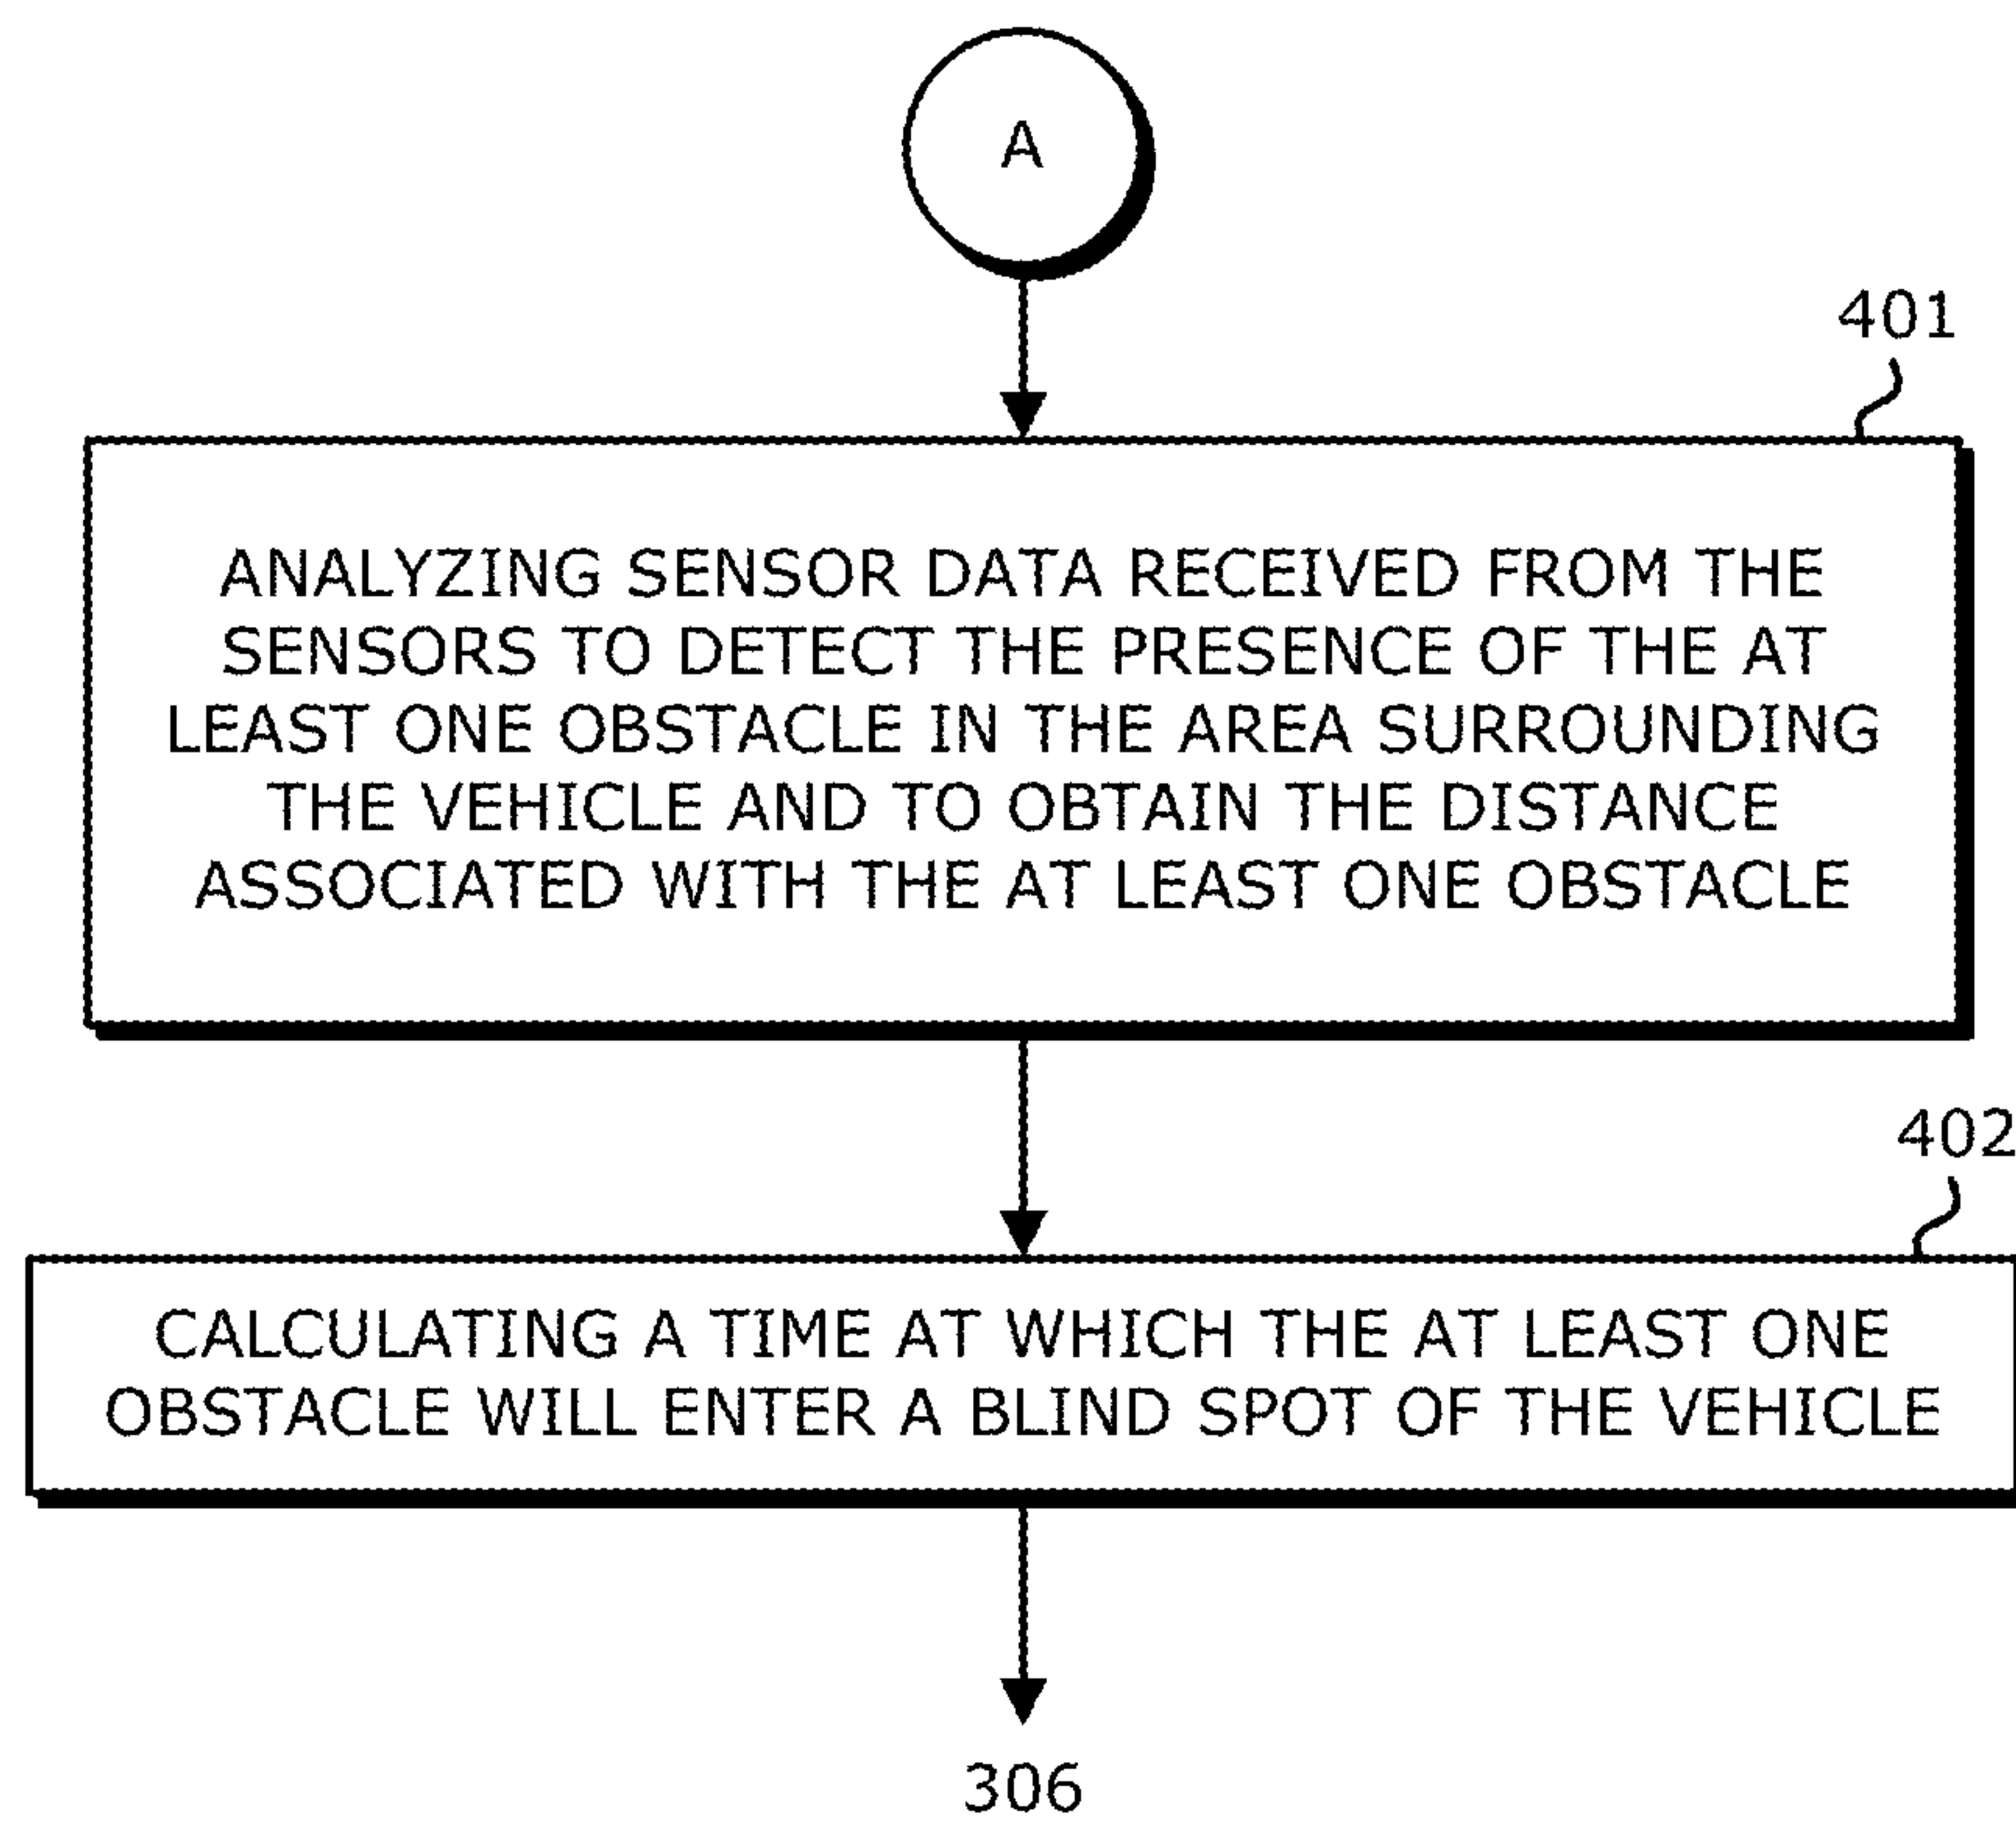 A
401
ANALYZING SENSOR DATA RECEIVED FROM THE
SENSORS TO DETECT THE PRESENCE OF THE AT
LEAST ONE OBSTACLE IN THE AREA SURROUNDING
THE VEHICLE AND TO OBTAIN THE DISTANCE
ASSOCIATED WITH THE AT LEAST ONE OBSTACLE
402
CALCULATING A TIME AT WHICH THE AT LEAST ONE
OBSTACLE WILL ENTER A BLIND SPOT OF THE VEHICLE
306